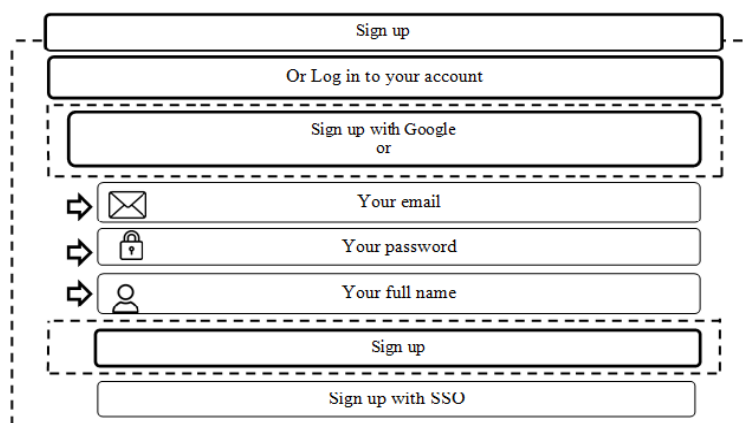 Sign up
Or Log in to your account
Sign up with Google
or
Your email
Your password
Your full name
Sign up
Sign up with SSO